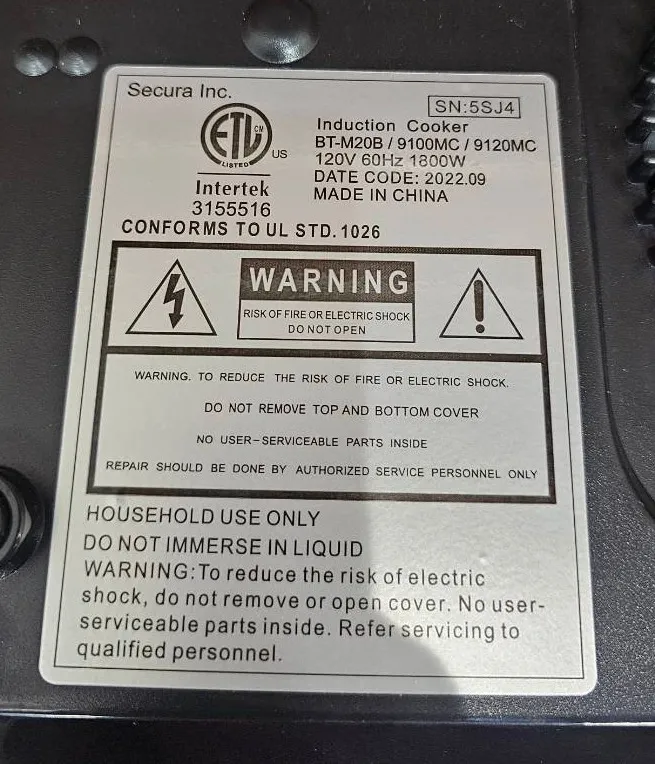 Secura Inc.
SN:5SJ4
ETL CM
LISTED
US
Intertek
3155516
Induction Cooker
BT-M20B / 9100MC / 9120MC
120V 60Hz 1800W
DATE CODE: 2022.09
MADE IN CHINA
CONFORMS TO UL STD. 1026
WARNING
RISK OF FIRE OR ELECTRIC SHOCK
DO NOT OPEN
WARNING. TO REDUCE THE RISK OF FIRE OR ELECTRIC SHOCK.
DO NOT REMOVE TOP AND BOTTOM COVER
NO USER-SERVICEABLE PARTS INSIDE
REPAIR SHOULD BE DONE BY AUTHORIZED SERVICE PERSONNEL ONLY
HOUSEHOLD USE ONLY
DO NOT IMMERSE IN LIQUID
WARNING: To reduce the risk of electric
shock, do not remove or open cover. No user-
serviceable parts inside. Refer servicing to
qualified personnel.